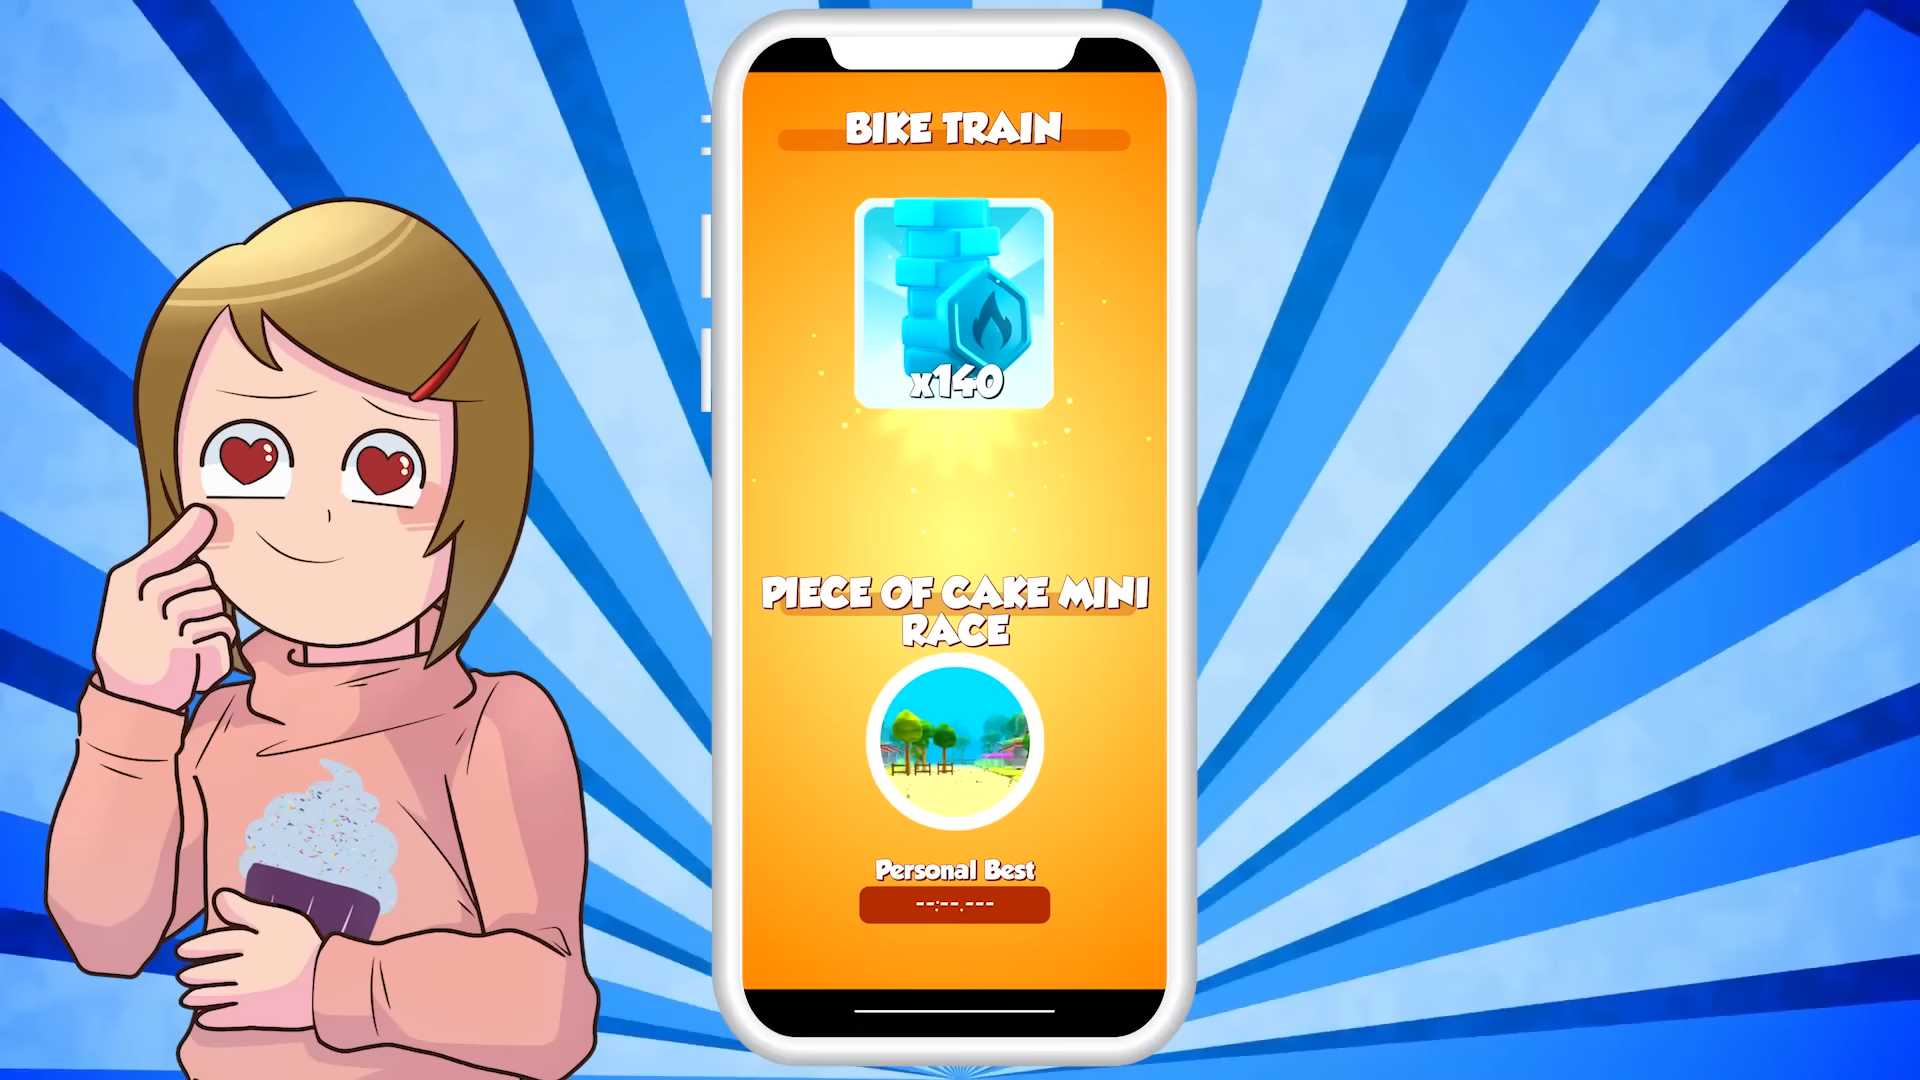 BIKE TRAIN
x140
PIECE OF CAKE MINI
RACE
Personal Best
--:--.---